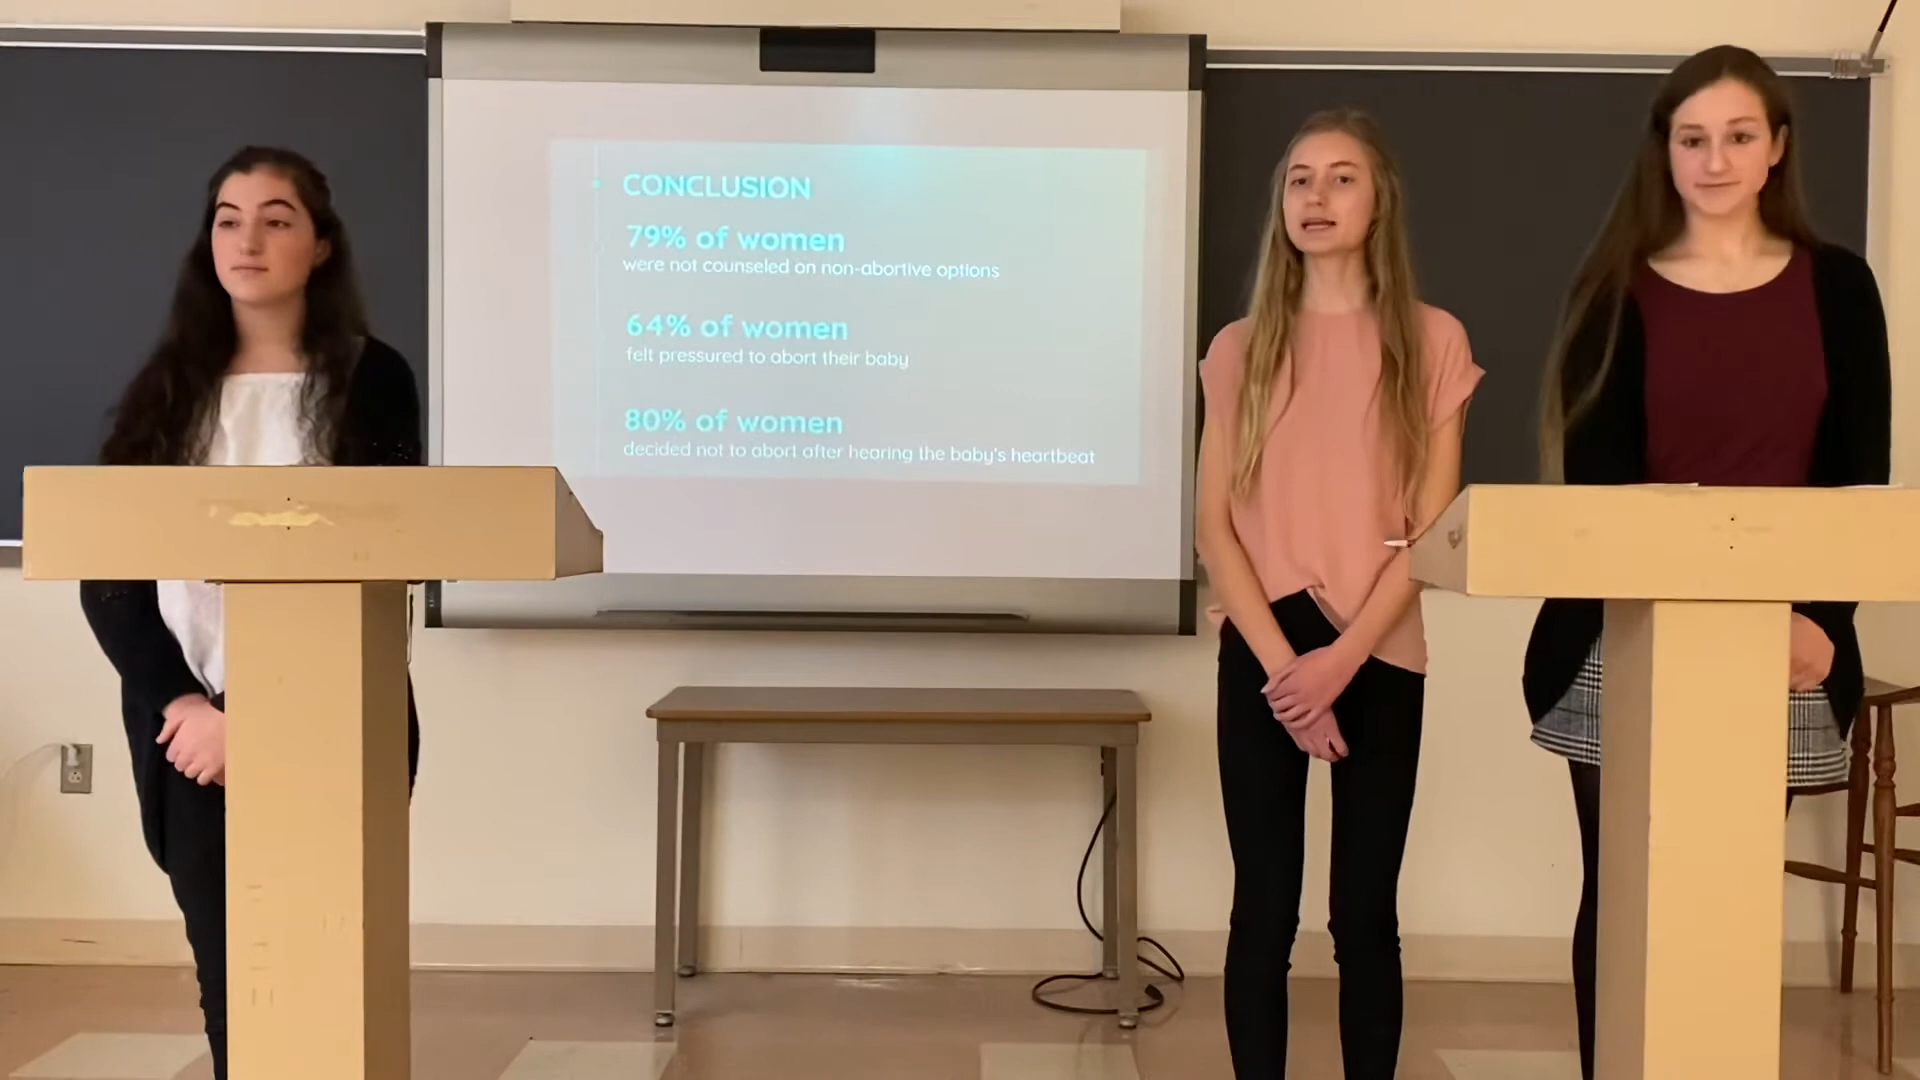 CONCLUSION
79% of women
were not counseled on non-abortive options
64% of women
felt pressured to abort their baby
80% of women
decided not to abort after hearing the baby's heartbeat